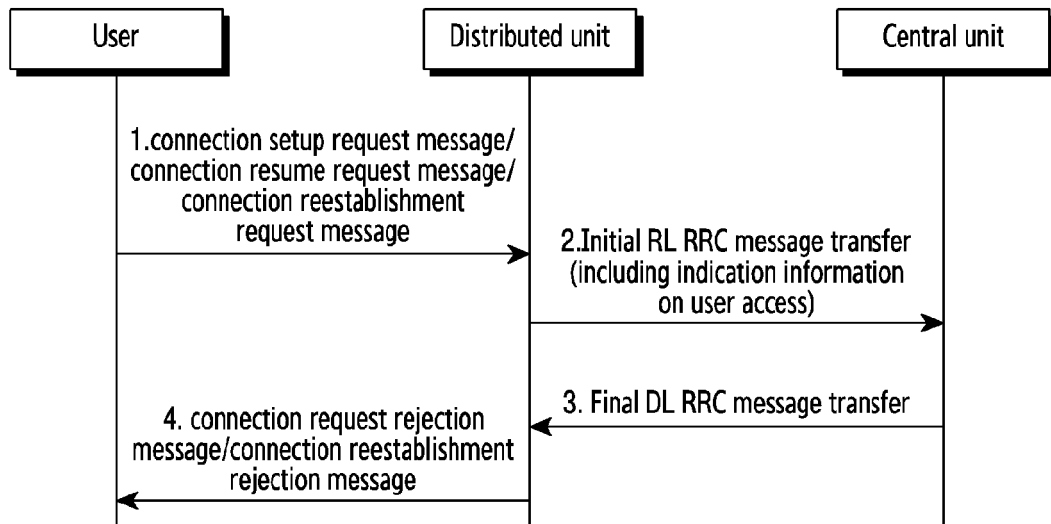 User
Distributed unit
Central unit
1.connection setup request message/
connection resume request message/
connection reestablishment
request message
2.Initial RL RRC message transfer
(including indication information
on user access)
3. Final DL RRC message transfer
4. connection request rejection
message/connection reestablishment
rejection message